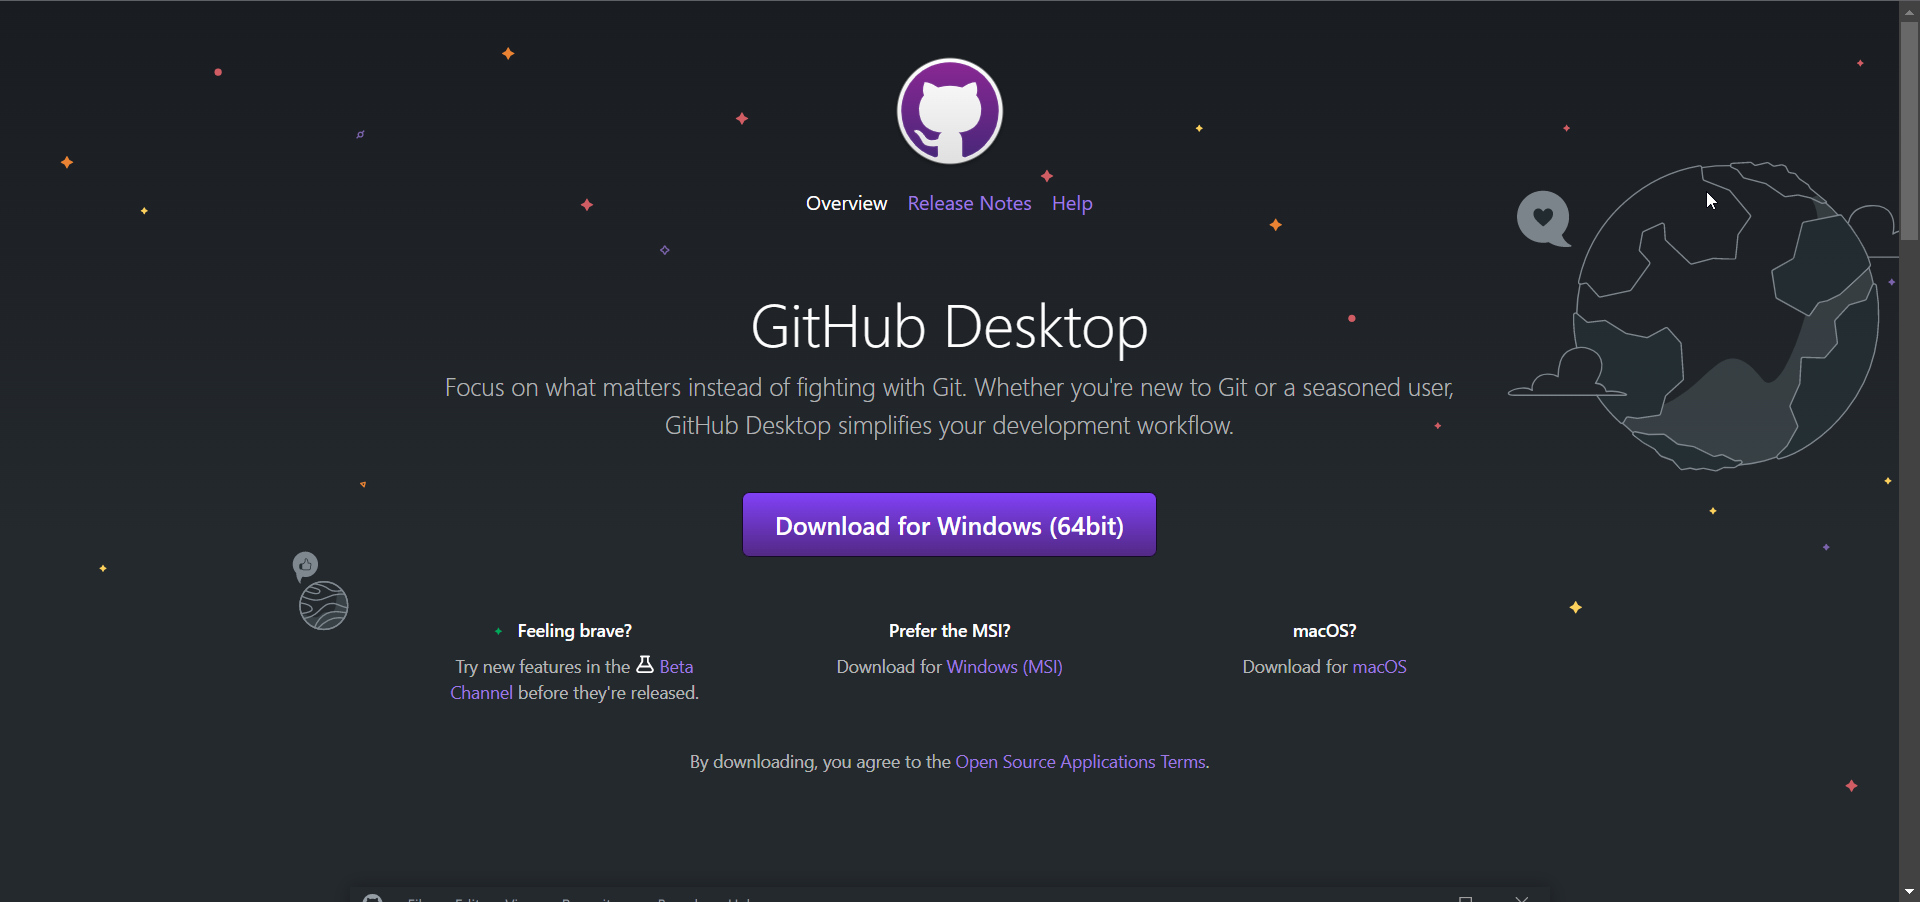 Overview Release Notes Help
GitHub Desktop
Focus on what matters instead of fighting with Git. Whether you're new to Git or a seasoned user,
GitHub Desktop simplifies your development workflow.
Download for Windows (64bit)
Feeling brave?
Try new features in the Beta
Channel before they're released.
Prefer the MSI?
Download for Windows (MSI)
macOS?
Download for macOS
By downloading, you agree to the Open Source Applications Terms.